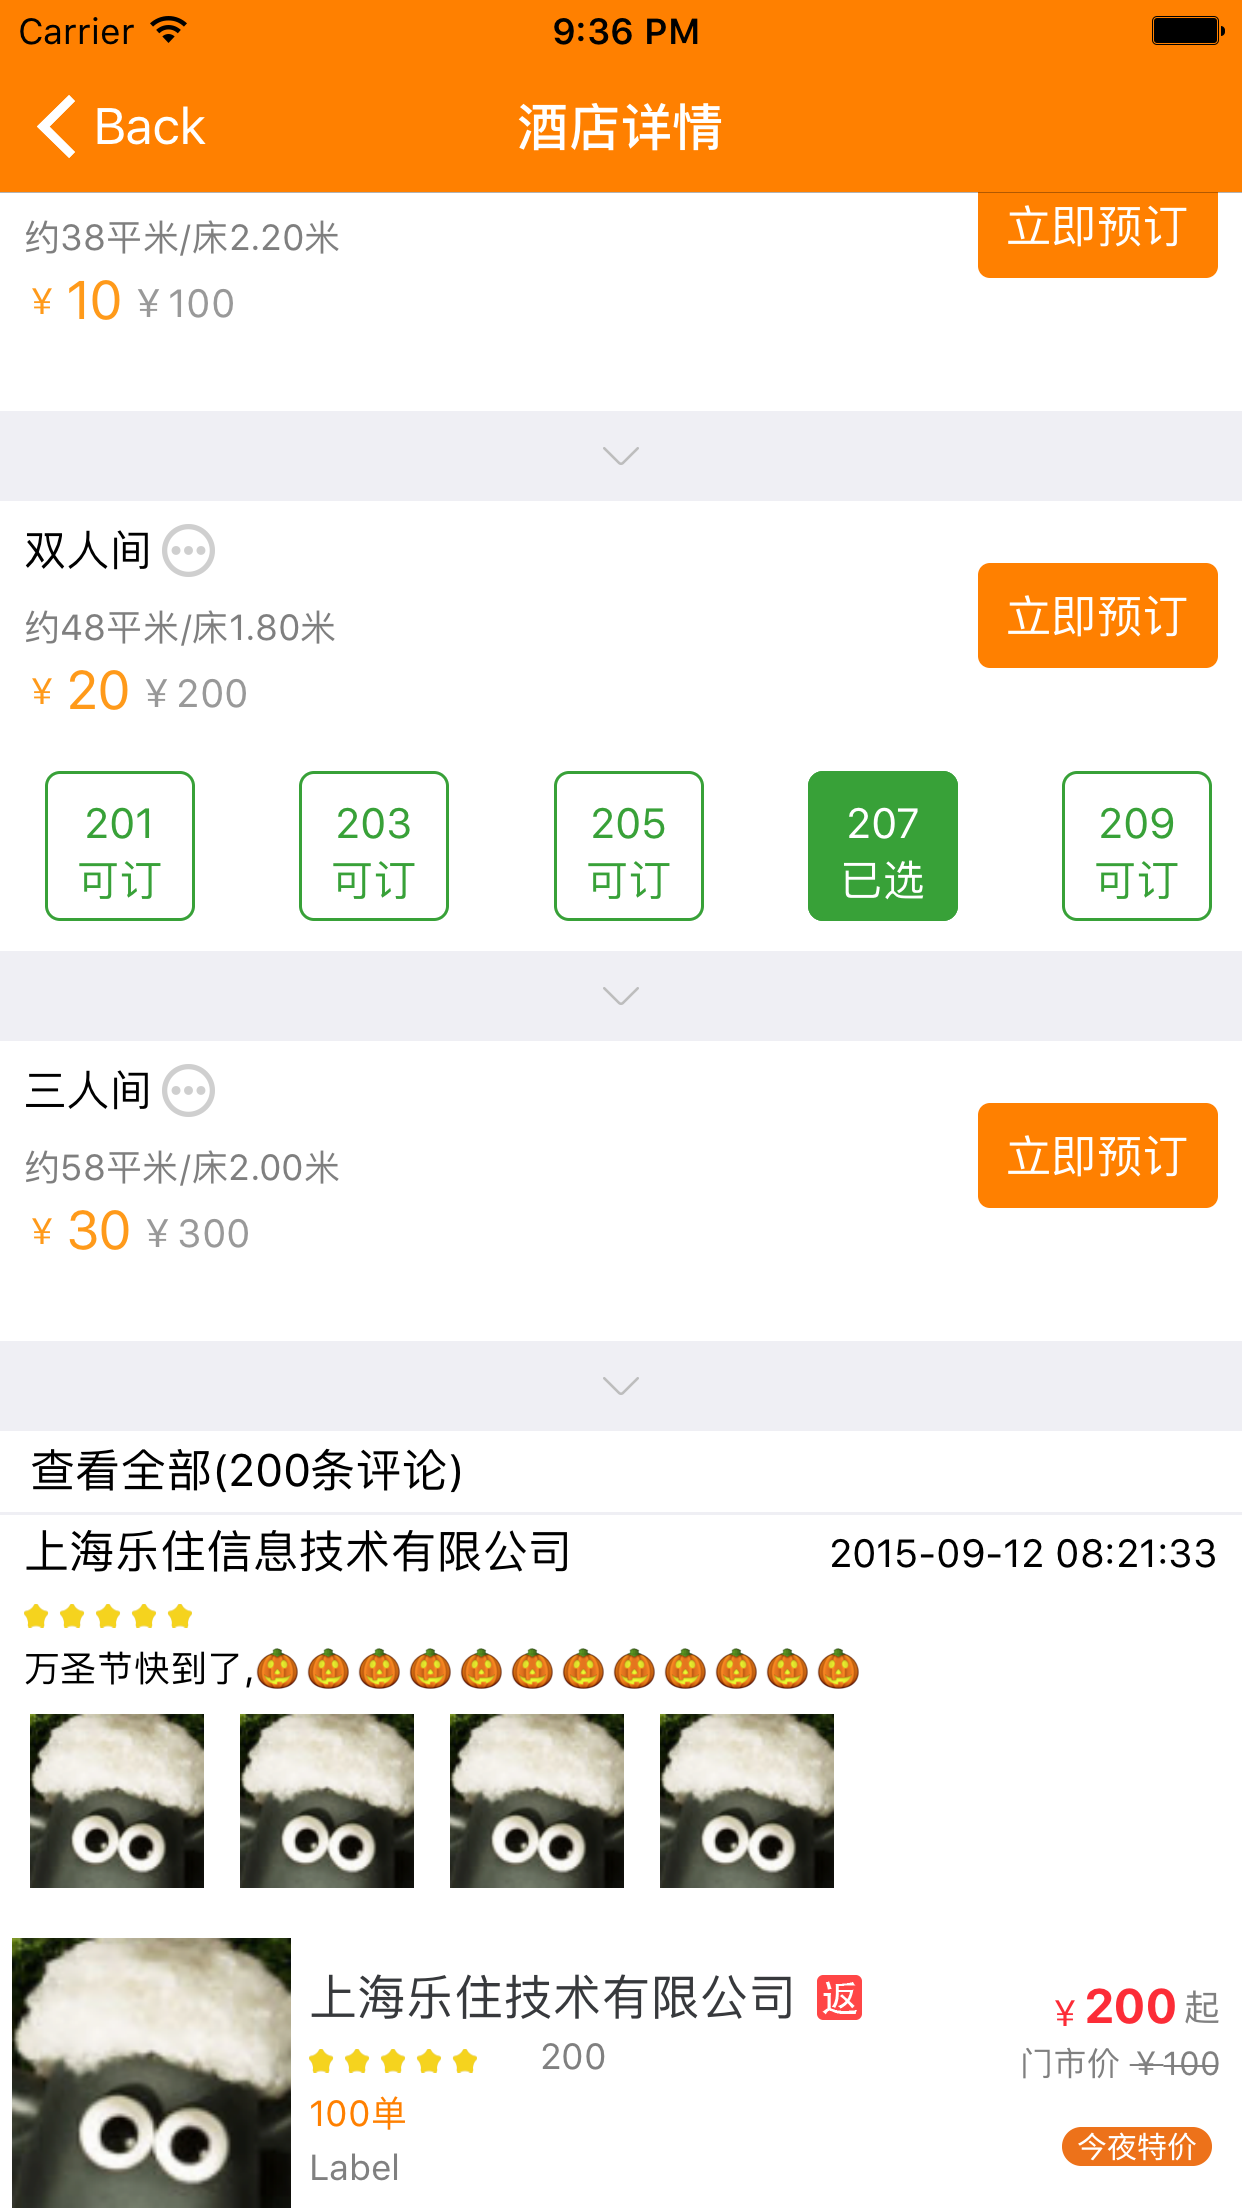 Carrier 9:36 PM
Back 酒店详情
约38平米/床2.20米 立即预订
¥ 10 ¥100
双人间
约48平米/床1.80米 立即预订
¥ 20 ¥200
201 203 205 207 209
可订 可订 可订 已选 可订
三人间
约58平米/床2.00米 立即预订
¥ 30 ¥300
查看全部(200条评论)
上海乐住信息技术有限公司 2015-09-12 08:21:33
万圣节快到了,🎃🎃🎃🎃🎃🎃🎃🎃🎃🎃🎃🎃
上海乐住技术有限公司 返 ¥ 200 起
200 门市价 ¥100
100单
Label 今夜特价